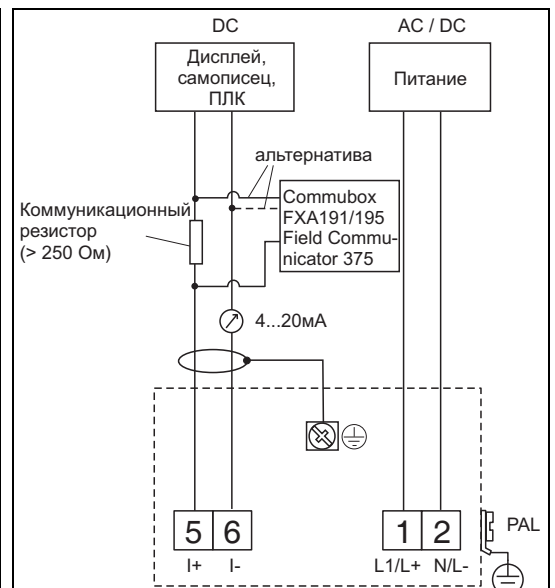 DC
AC / DC
Дисплей,
самописец,
ПЛК
Питание
альтернатива
Commubox
FXA191/195
Field Commu-
nicator 375
Коммуникационный
резистор
(> 250 Ом)
4...20мА
5 6
1 2
I+ I-
L1/L+ N/L-
PAL